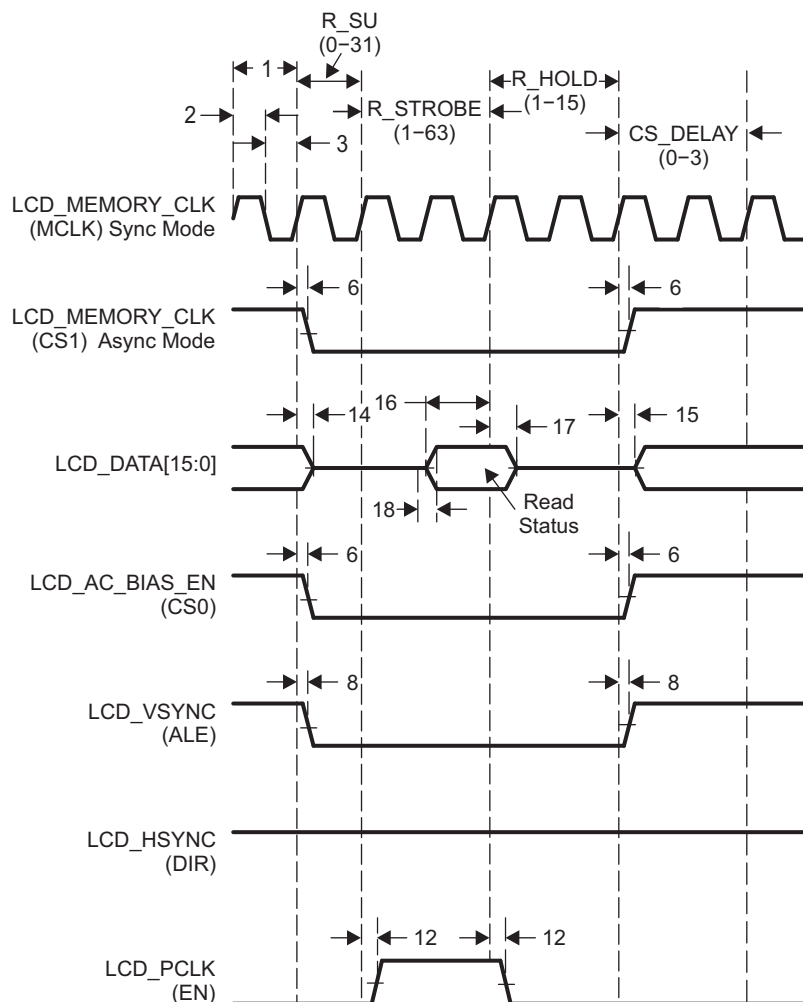 R_SU
(0−31)
1
R_HOLD
(1−15)
2
R_STROBE
(1−63)
3
CS_DELAY
(0−3)
LCD_MEMORY_CLK
(MCLK) Sync Mode
6
6
LCD_MEMORY_CLK
(CS1) Async Mode
16
14
17
15
LCD_DATA[15:0]
18
Read
Status
6
6
LCD_AC_BIAS_EN
(CS0)
8
8
LCD_VSYNC
(ALE)
LCD_HSYNC
(DIR)
12
12
LCD_PCLK
(EN)